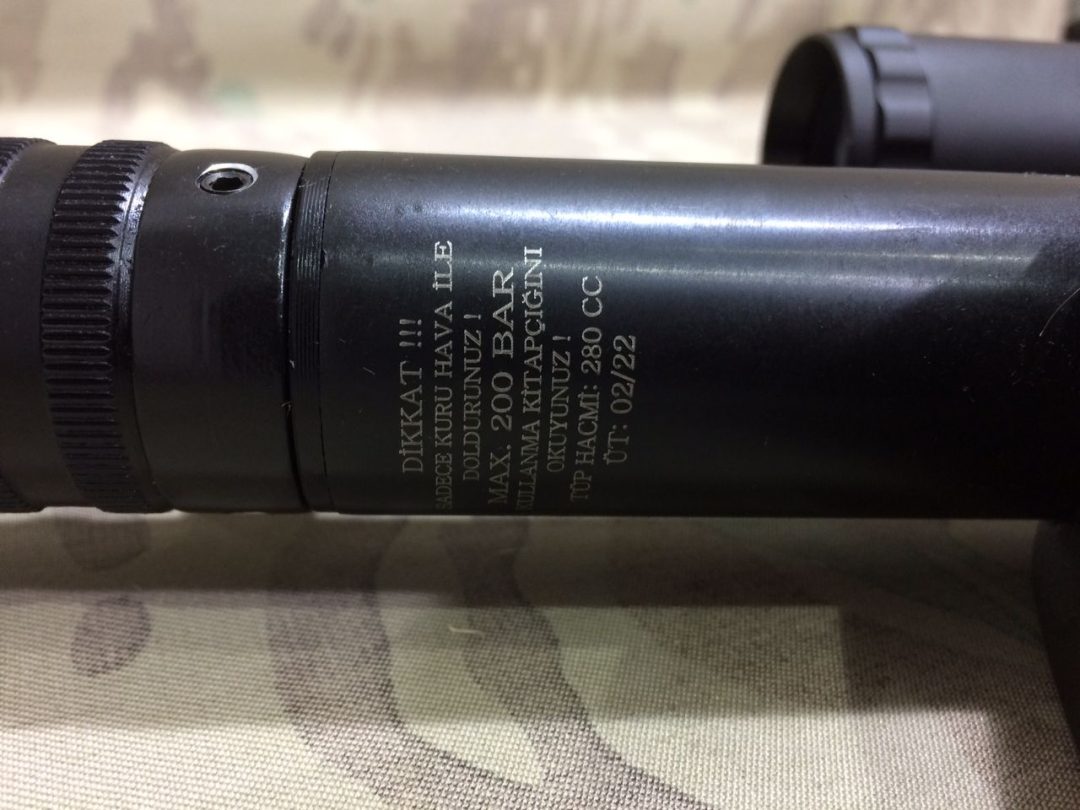 DİKKAT !!!
SADECE KURU HAVA İLE
DOLDURUNUZ !
MAX. 200 BAR
KULLANMA KİTAPÇIĞINI
OKUYUNUZ !
TÜP HACMİ: 280 CC
ÜT: 02/22